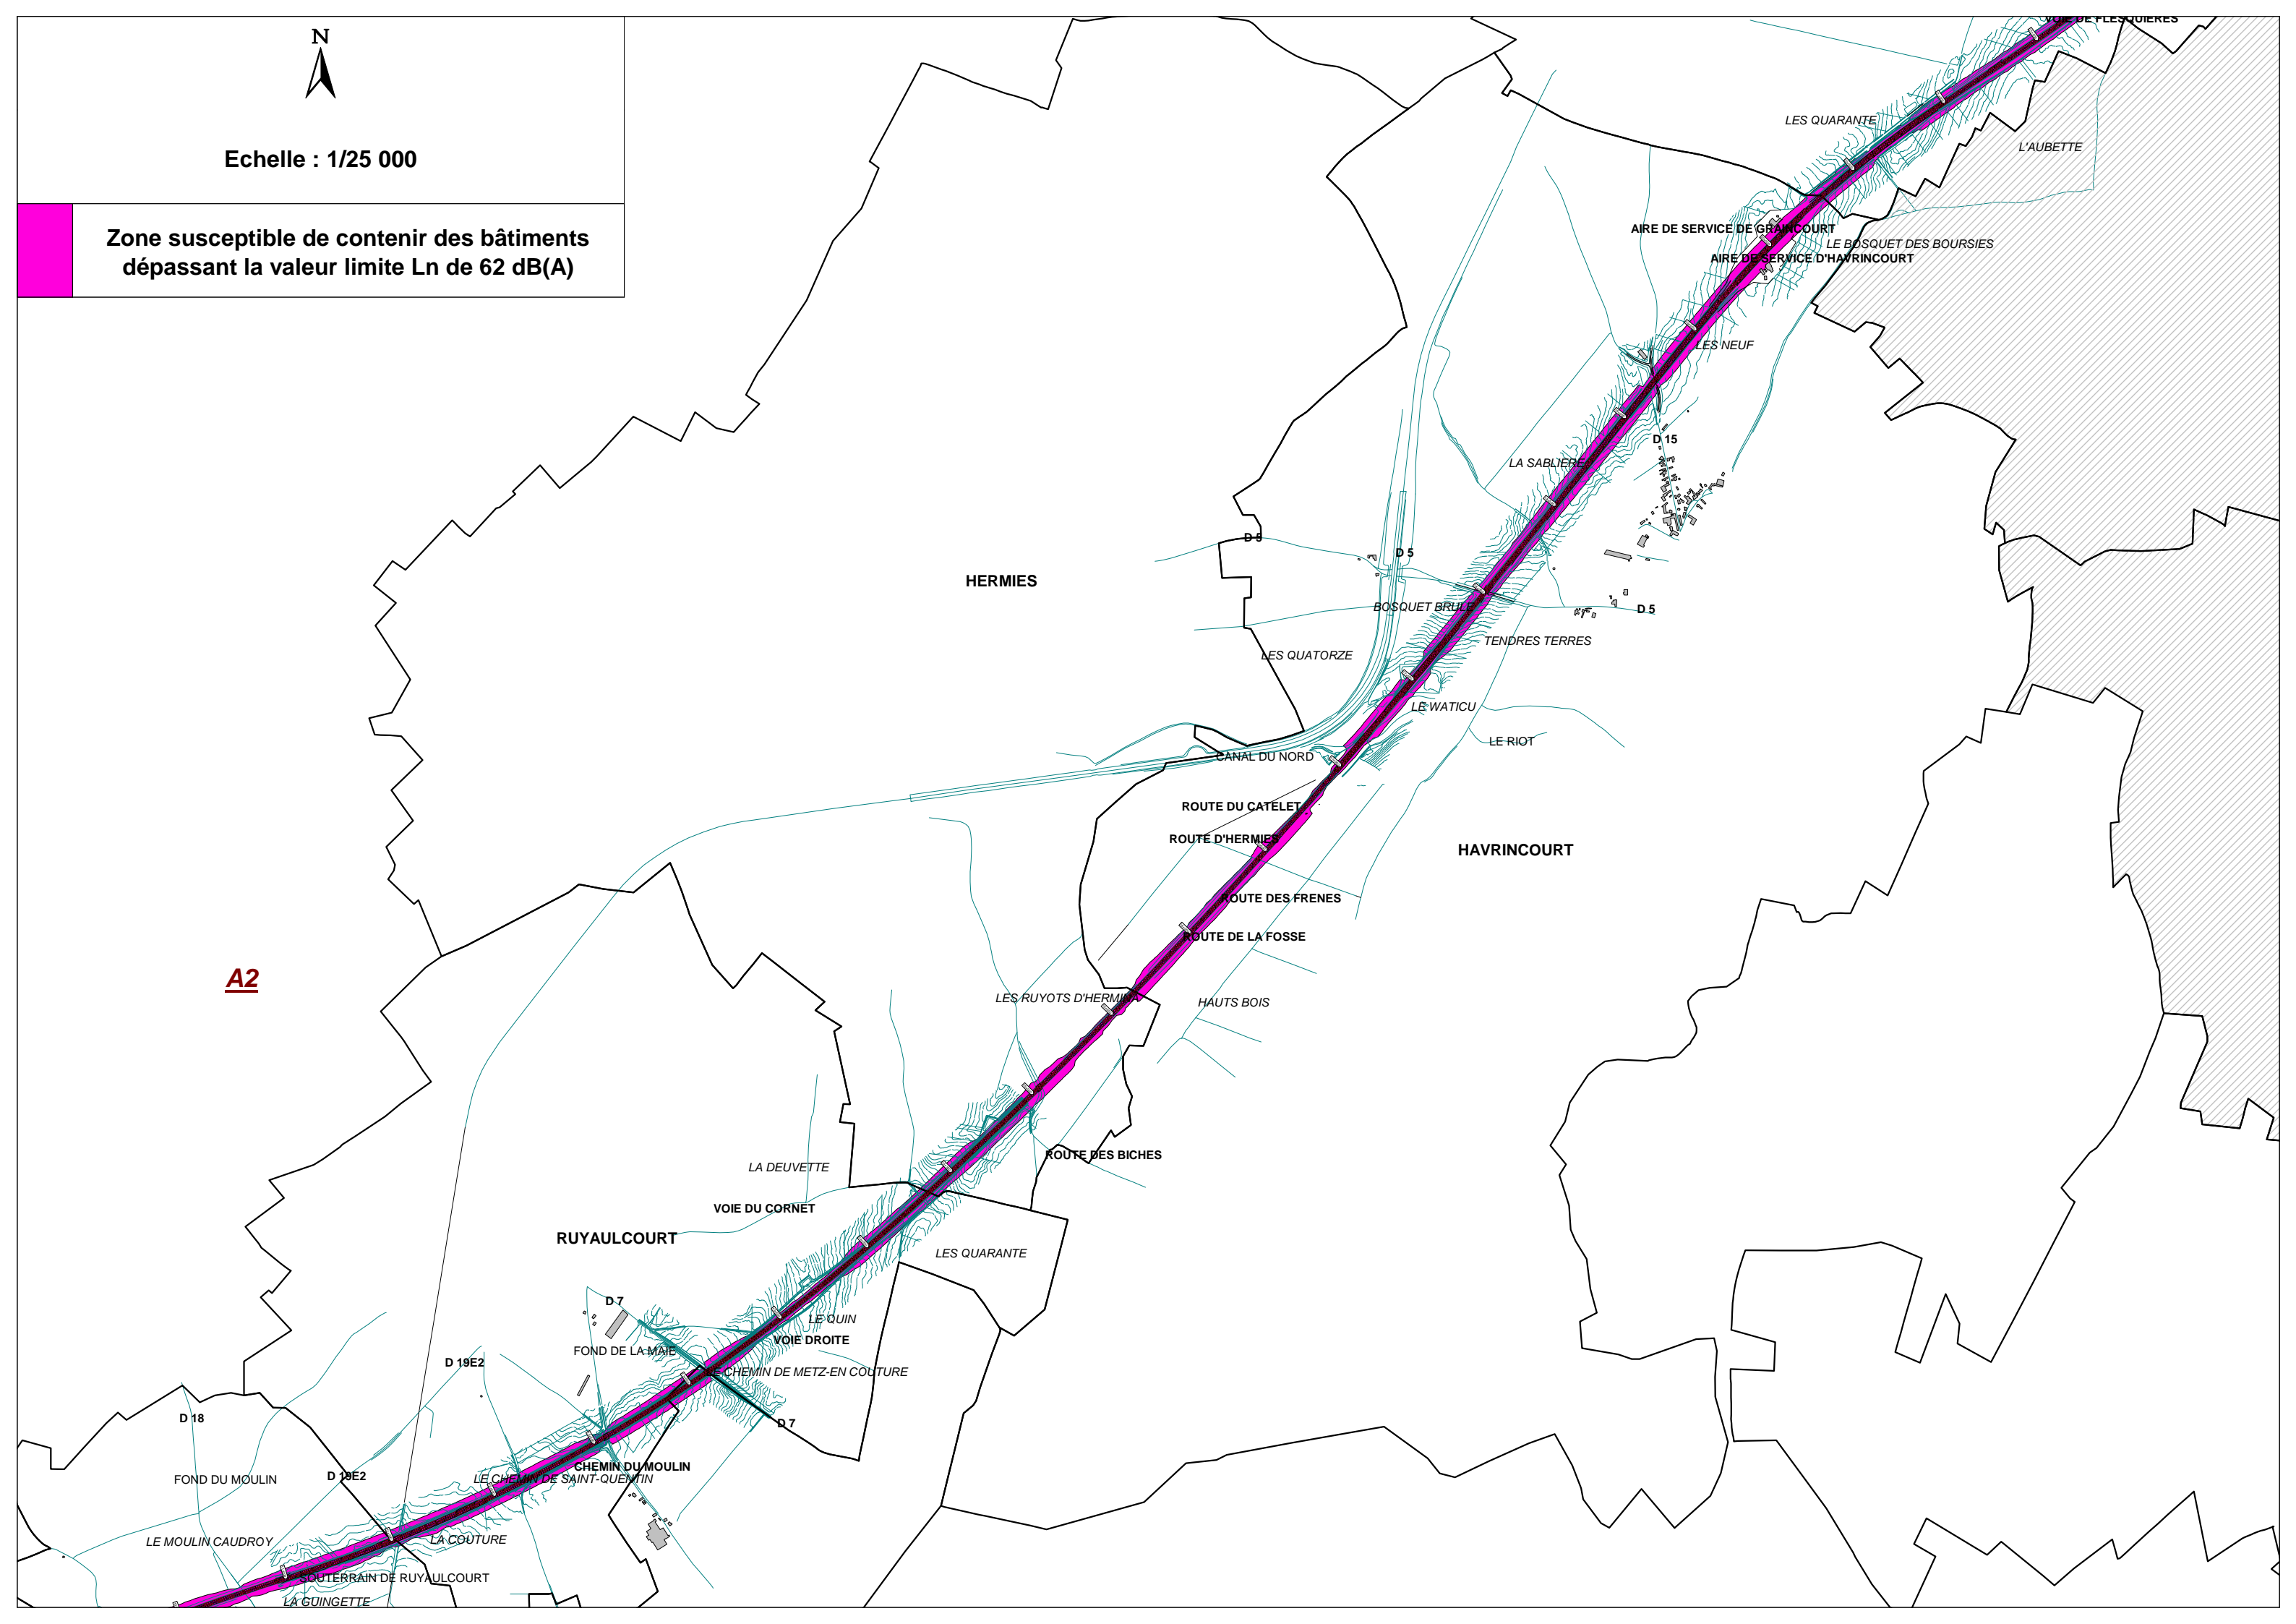 VOIE DE FLESQUIERES
N
Echelle : 1/25 000
Zone susceptible de contenir des bâtiments
dépassant la valeur limite Ln de 62 dB(A)
LES QUARANTE
L'AUBETTE
AIRE DE SERVICE DE GRAINCOURT
LE BOSQUET DES BOURSIES
AIRE DE SERVICE D'HAVRINCOURT
LES NEUF
D 15
LA SABLIERE
D 5
D 5
HERMIES
BOSQUET BRULE
D 5
TENDRES TERRES
LES QUATORZE
LE WATICU
LE RIOT
CANAL DU NORD
ROUTE DU CATELET
ROUTE D'HERMIES
HAVRINCOURT
ROUTE DES FRENES
ROUTE DE LA FOSSE
A2
LES RUYOTS D'HERMINA
HAUTS BOIS
ROUTE DES BICHES
LA DEUVETTE
VOIE DU CORNET
RUYAULCOURT
LES QUARANTE
D 7
LE QUIN
VOIE DROITE
FOND DE LA MAIE
D 19E2
LE CHEMIN DE METZ-EN COUTURE
D 18
D 7
CHEMIN DU MOULIN
D 19E2
LE CHEMIN DE SAINT-QUENTIN
FOND DU MOULIN
LE MOULIN CAUDROY
LA COUTURE
SOUTERRAIN DE RUYAULCOURT
LA GUINGETTE